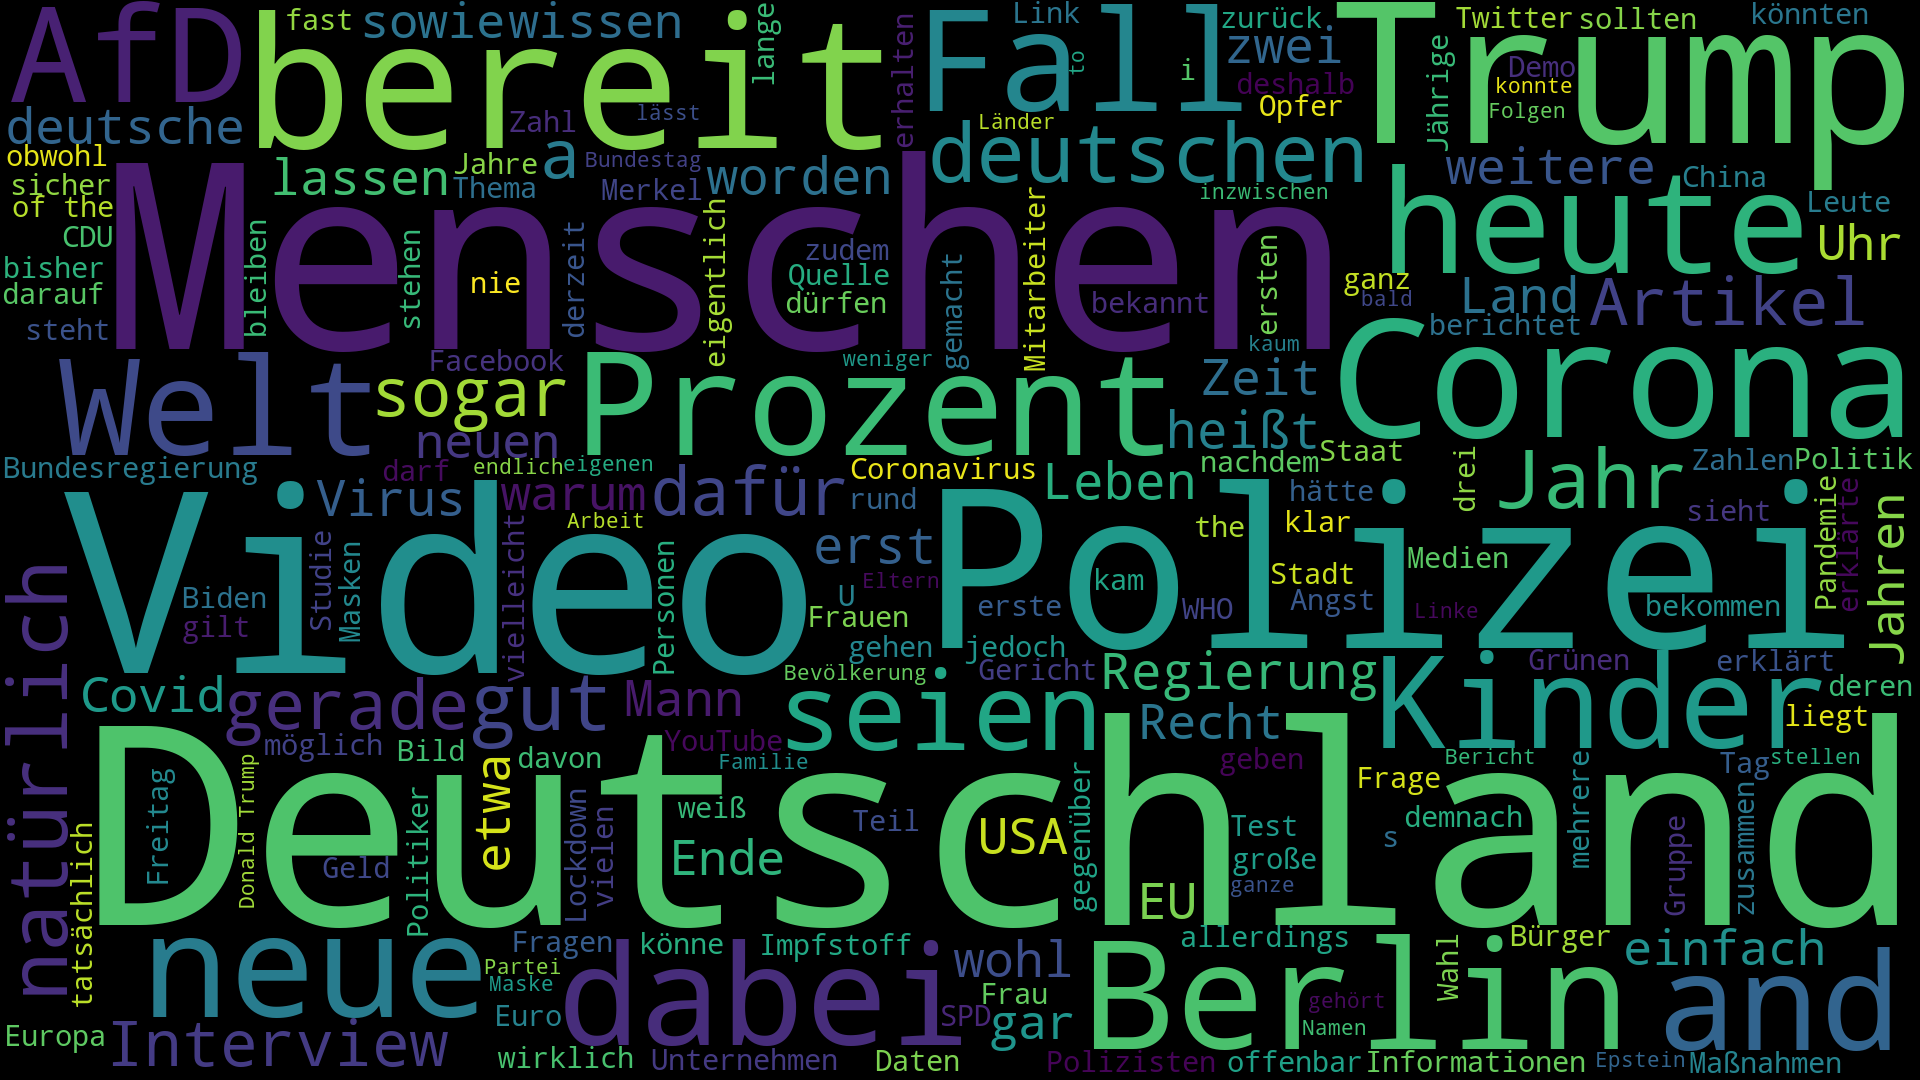 AfD
bereit
fast
sowie
wissen
lange
Fall
Link
to
i
zurück
zwei
deshalb
Opfer
Trump
Twitter
sollten
könnten
Jährige
Demo
konnte
Folgen
deutsche
Zahl
lässt
erhalten
Länder
deutschen
obwohl
sicher
of the
CDU
bisher
darauf
steht
lassen
Jahre
Thema
a
Bundestag
Merkel
worden
inzwischen
weitere
China
Leute
Uhr
heute
Menschen
bleiben
stehen
nie
derzeit
eigentlich
zudem
Quelle
dürfen
gemacht
Mitarbeiter
bekannt
ersten
kaum
ganz
bald
Land
Artikel
berichtet
Welt
Facebook
sogar
neuen
Prozent
weniger
Zeit
heißt
Corona
Bundesregierung
darf
endlich
eigenen
Coronavirus
Leben
nachdem
Staat
Jahr
Zahlen
Politik
Virus
warum
dafür
rund
hätte
drei
sieht
Pandemie
erklärte
Jahren
Video
Arbeit
erst
Polizei
the
klar
Stadt
Medien
Studie
Masken
vielleicht
Personen
Biden
gilt
U
Eltern
Frauen
kam
erste
WHO
Angst
Linke
bekommen
natürlich
gehen
jedoch
Covid
gerade
gut
Mann
Bevölkerung
Gericht
Regierung
Kinder
Grünen
erklärt
deren
liegt
seien
Recht
möglich
Bild
davon
YouTube
Familie
geben
Frage
Bericht
Tag
stellen
Deutschland
Freitag
Donald Trump
Geld
Politiker
etwa
Lockdown
vielen
weiß
Ende
Teil
USA
gegenüber
EU
Test
große
ganze
s
demnach
mehrere
Gruppe
zusammen
tatsächlich
neue
Fragen
Partei
Maske
Euro
dabei
könne
Impfstoff
wohl
Frau
SPD
gar
Berlin
allerdings
gehört
Namen
Wahl
Bürger
einfach
and
Europa
Interview
wirklich
Unternehmen
Daten
Polizisten
offenbar
Informationen
Epstein
Maßnahmen